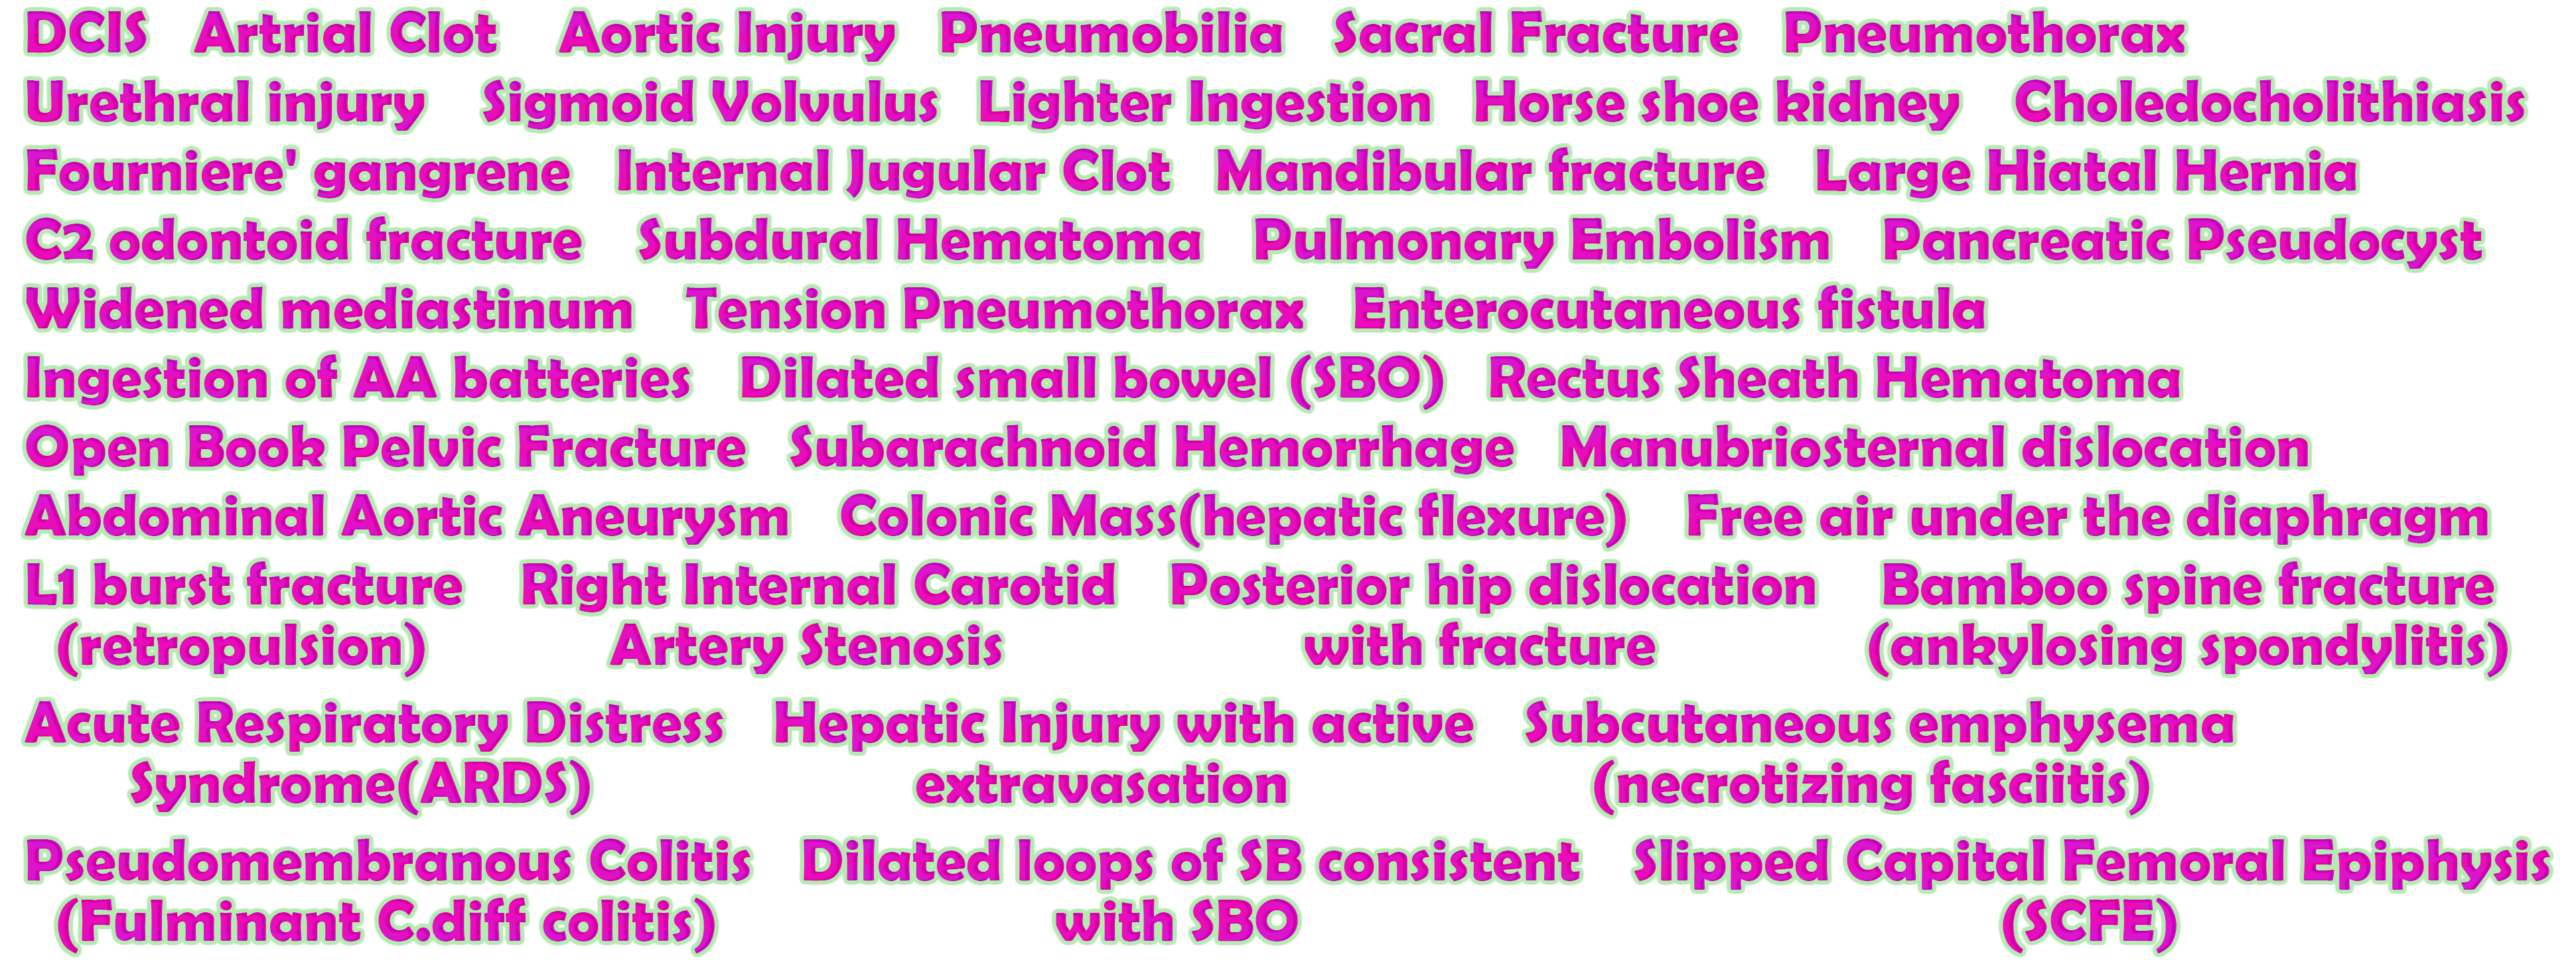 DCIS Artrial Clot Aortic Injury Pneumobilia Sacral Fracture Pneumothorax
Urethral injury Sigmoid Volvulus Lighter Ingestion Horse shoe kidney Choledocholithiasis
Fourniere' gangrene Internal Jugular Clot Mandibular fracture Large Hiatal Hernia
C2 odontoid fracture Subdural Hematoma Pulmonary Embolism Pancreatic Pseudocyst
Widened mediastinum Tension Pneumothorax Enterocutaneous fistula
Ingestion of AA batteries Dilated small bowel (SBO) Rectus Sheath Hematoma
Open Book Pelvic Fracture Subarachnoid Hemorrhage Manubriosternal dislocation
Abdominal Aortic Aneurysm Colonic Mass(hepatic flexure) Free air under the diaphragm
L1 burst fracture Right Internal Carotid Posterior hip dislocation Bamboo spine fracture
(retropulsion) Artery Stenosis with fracture (ankylosing spondylitis)
Acute Respiratory Distress Hepatic Injury with active Subcutaneous emphysema
Syndrome(ARDS) extravasation (necrotizing fasciitis)
Pseudomembranous Colitis Dilated loops of SB consistent Slipped Capital Femoral Epiphysis
(Fulminant C.diff colitis) with SBO (SCFE)